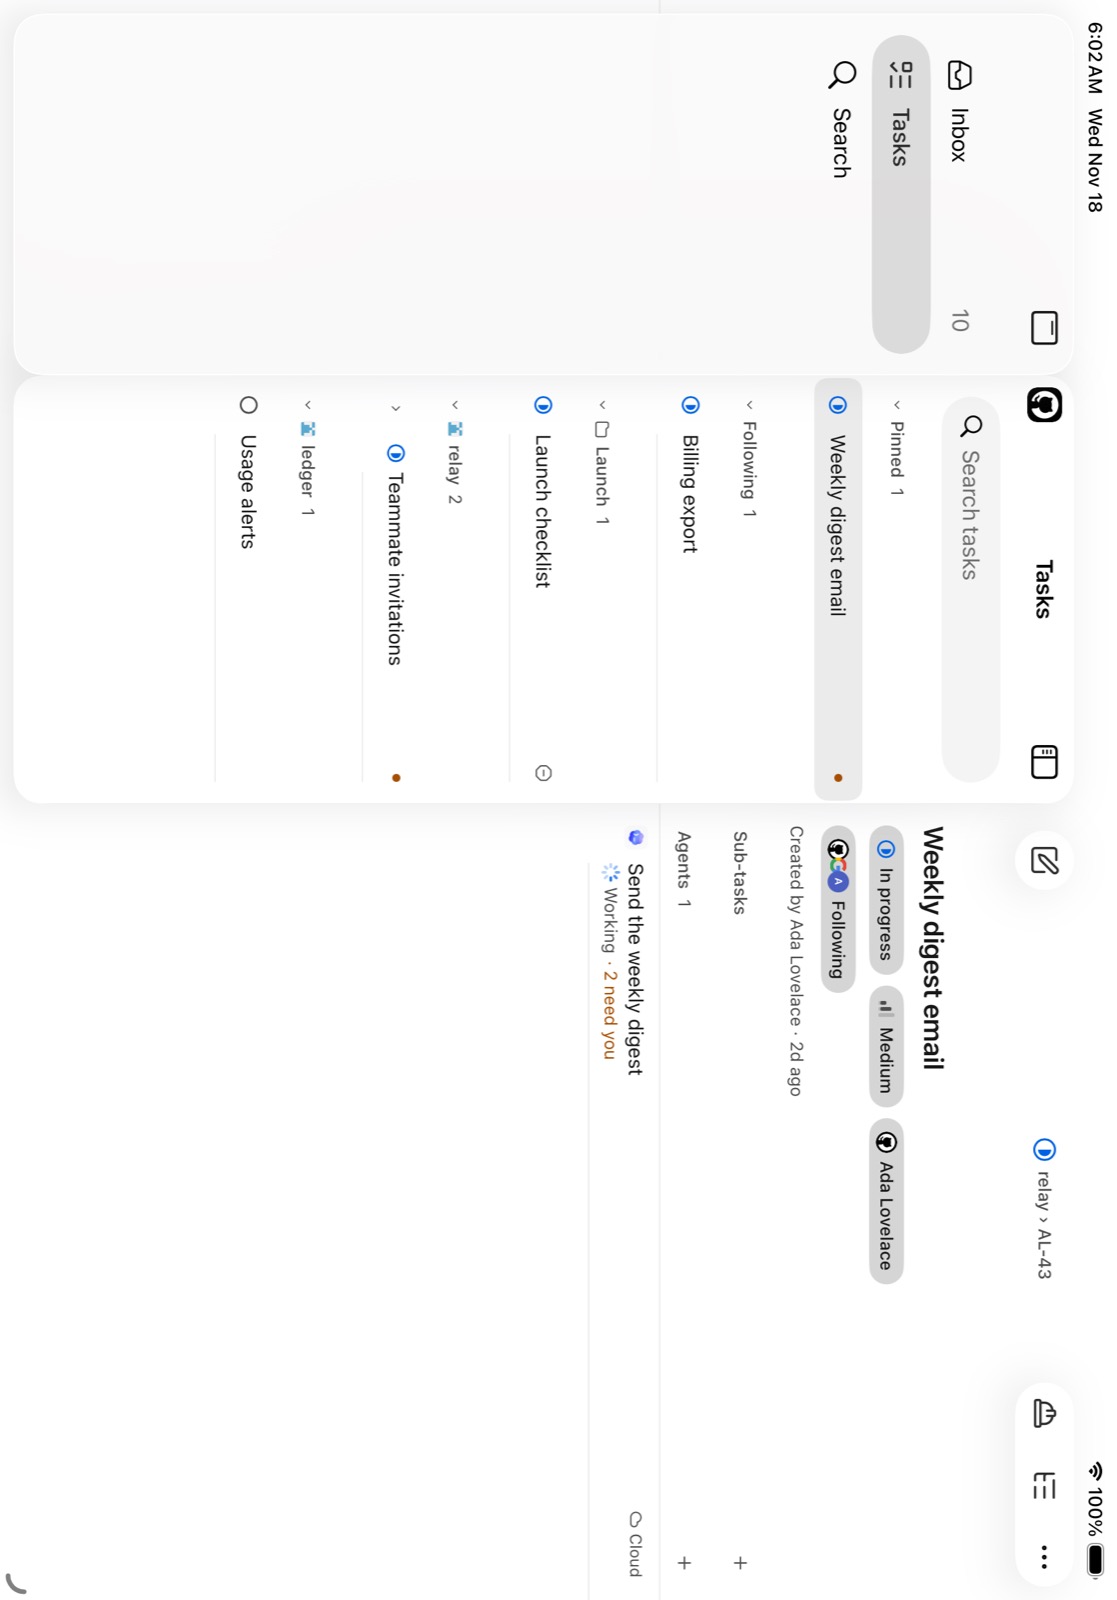 6:02 AM Wed Nov 18
100%
Inbox 10
Tasks
Search
Tasks
Search tasks
Pinned 1
Weekly digest email
Following 1
Billing export
Launch 1
Launch checklist
relay 2
Teammate invitations
ledger 1
Usage alerts
relay › AL-43
Weekly digest email
In progress
Medium
Ada Lovelace
A Following
Created by Ada Lovelace · 2d ago
Sub-tasks
Agents 1
Send the weekly digest
Cloud
Working · 2 need you